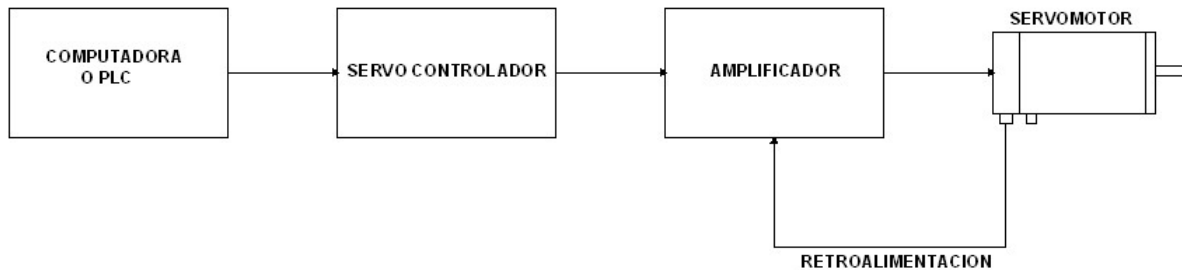 SERVOMOTOR
COMPUTADORA
O PLC
SERVO CONTROLADOR
AMPLIFICADOR
RETROALIMENTACION